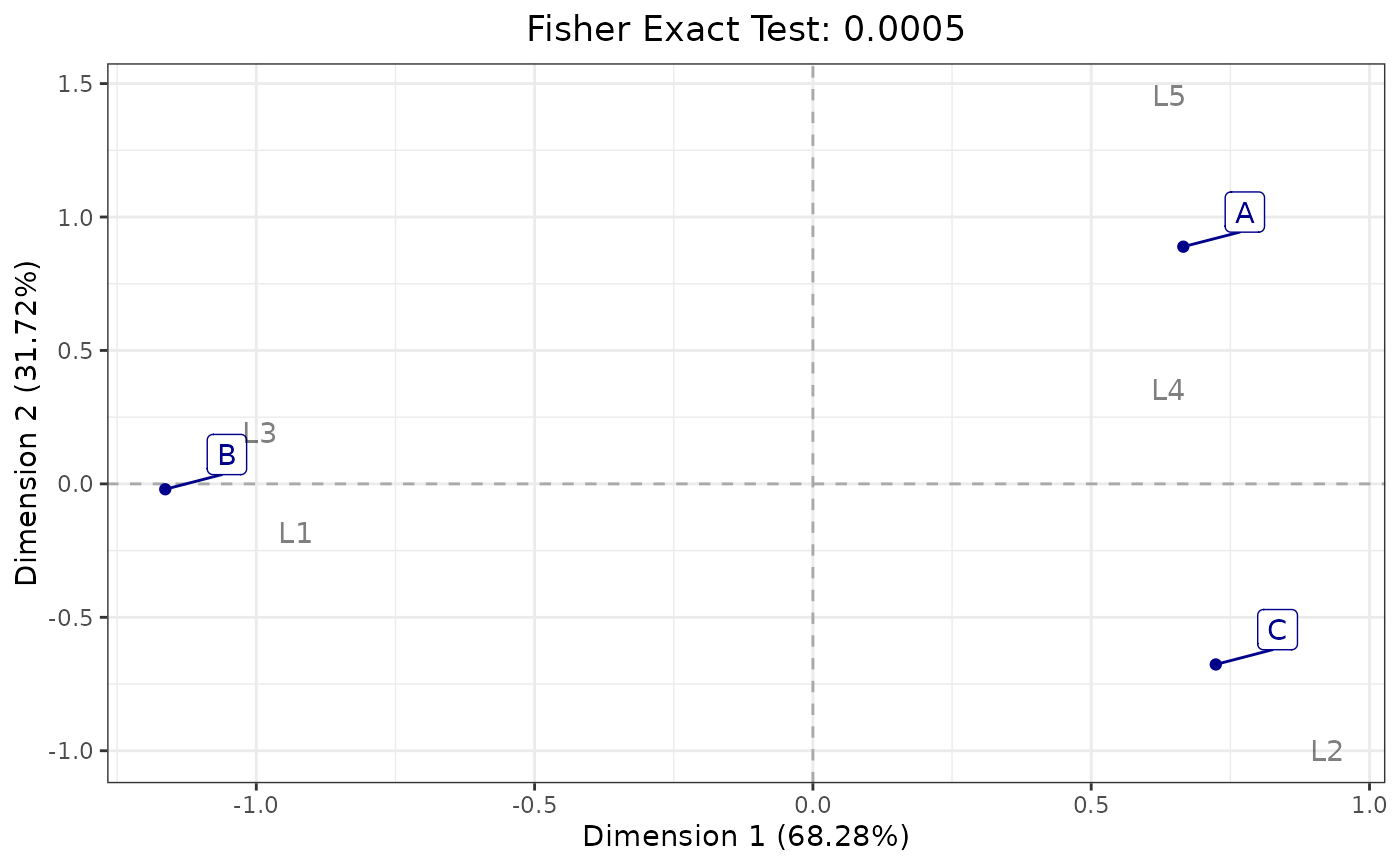 Fisher Exact Test: 0.0005
Dimension 2 (31.72%)
1.5
1.0
0.5
0.0
-0.5
-1.0
L5
A
L4
L3
B
L1
C
L2
-1.0
-0.5
0.0
0.5
1.0
Dimension 1 (68.28%)